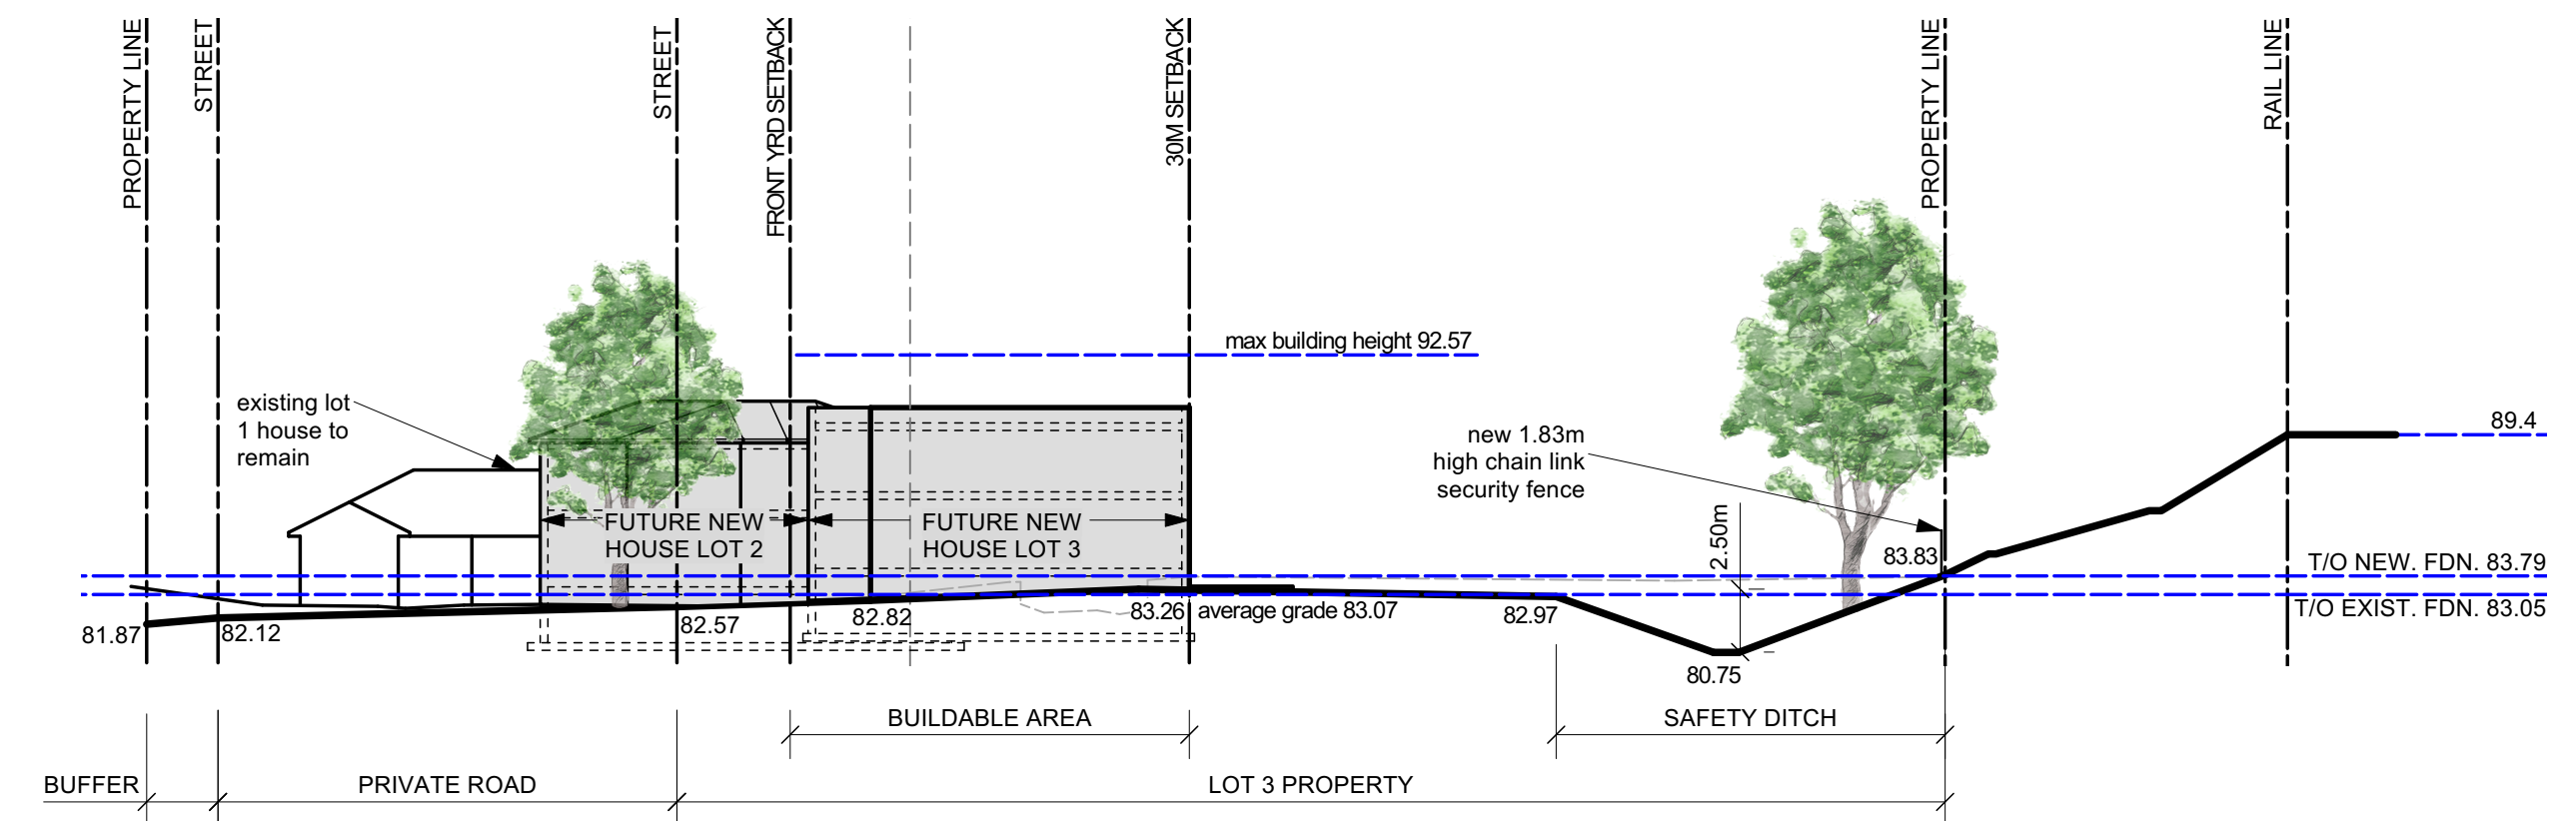 PROPERTY LINE
STREET
STREET
FRONT YRD SETBACK
30M SETBACK
PROPERTY LINE
RAIL LINE
max building height 92.57
existing lot
1 house to
remain
89.4
new 1.83m
high chain link
security fence
FUTURE NEW
HOUSE LOT 2
FUTURE NEW
HOUSE LOT 3
2.50m
83.83
T/O NEW. FDN. 83.79
T/O EXIST. FDN. 83.05
81.87
82.12
82.57
82.82
83.26
average grade 83.07
82.97
80.75
BUILDABLE AREA
SAFETY DITCH
BUFFER
PRIVATE ROAD
LOT 3 PROPERTY